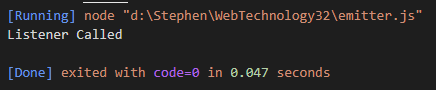 [Running] node "d:\Stephen\WebTechnology32\emitter.js"
Listener Called
[Done] exited with code=0 in 0.047 seconds